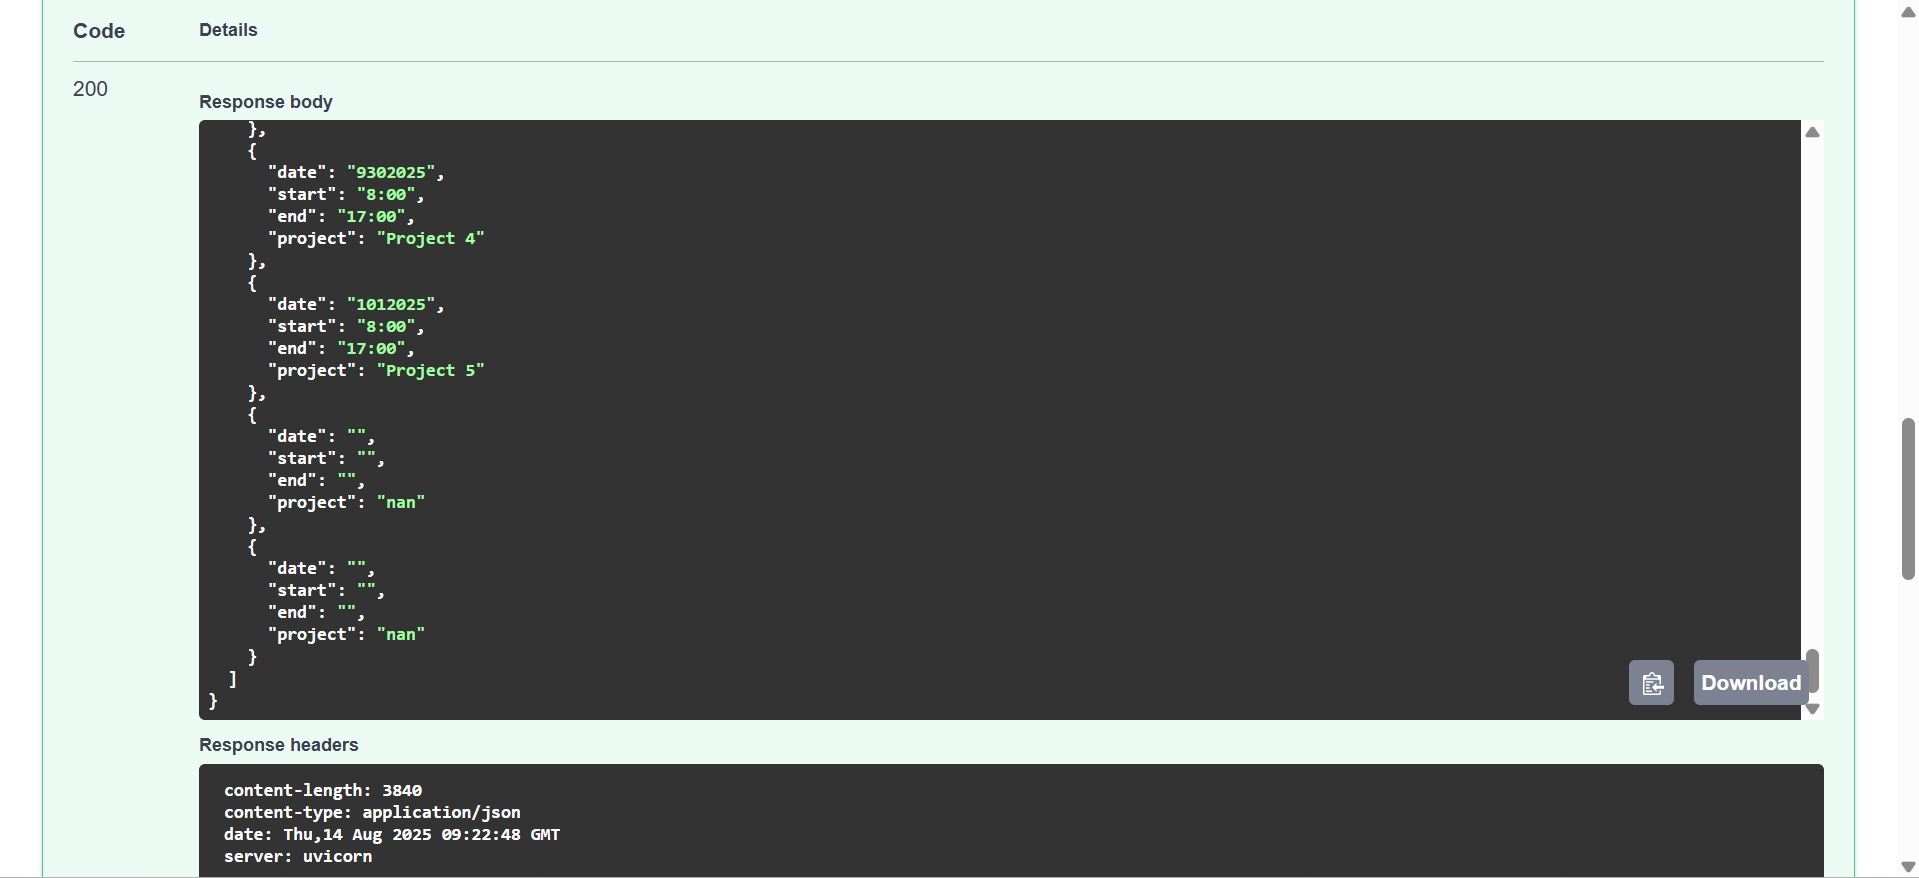 Code Details
200
Response body
},
{
"date": "9302025",
"start": "8:00",
"end": "17:00",
"project": "Project 4"
},
{
"date": "1012025",
"start": "8:00",
"end": "17:00",
"project": "Project 5"
},
{
"date": "",
"start": "",
"end": "",
"project": "nan"
},
{
"date": "",
"start": "",
"end": "",
"project": "nan"
}
]
}
Download
Response headers
content-length: 3840
content-type: application/json
date: Thu,14 Aug 2025 09:22:48 GMT
server: uvicorn